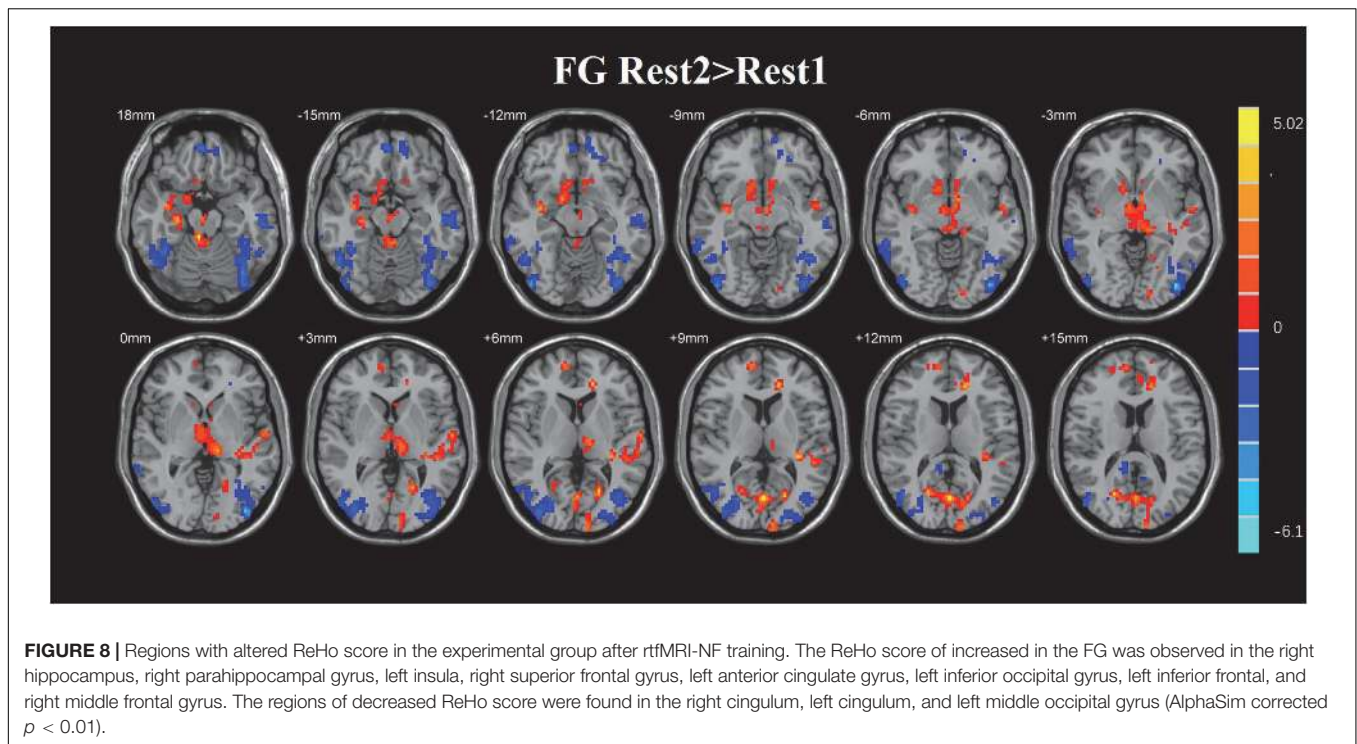 FG Rest2>Rest1
18mm
-15mm
-12mm
-9mm
-6mm
-3mm
5.02
0mm
+3mm
+6mm
+9mm
+12mm
+15mm
0
-6.1
FIGURE 8 | Regions with altered ReHo score in the experimental group after rtfMRI-NF training. The ReHo score of increased in the FG was observed in the right
hippocampus, right parahippocampal gyrus, left insula, right superior frontal gyrus, left anterior cingulate gyrus, left inferior occipital gyrus, left inferior frontal, and
right middle frontal gyrus. The regions of decreased ReHo score were found in the right cingulum, left cingulum, and left middle occipital gyrus (AlphaSim corrected
p < 0.01).